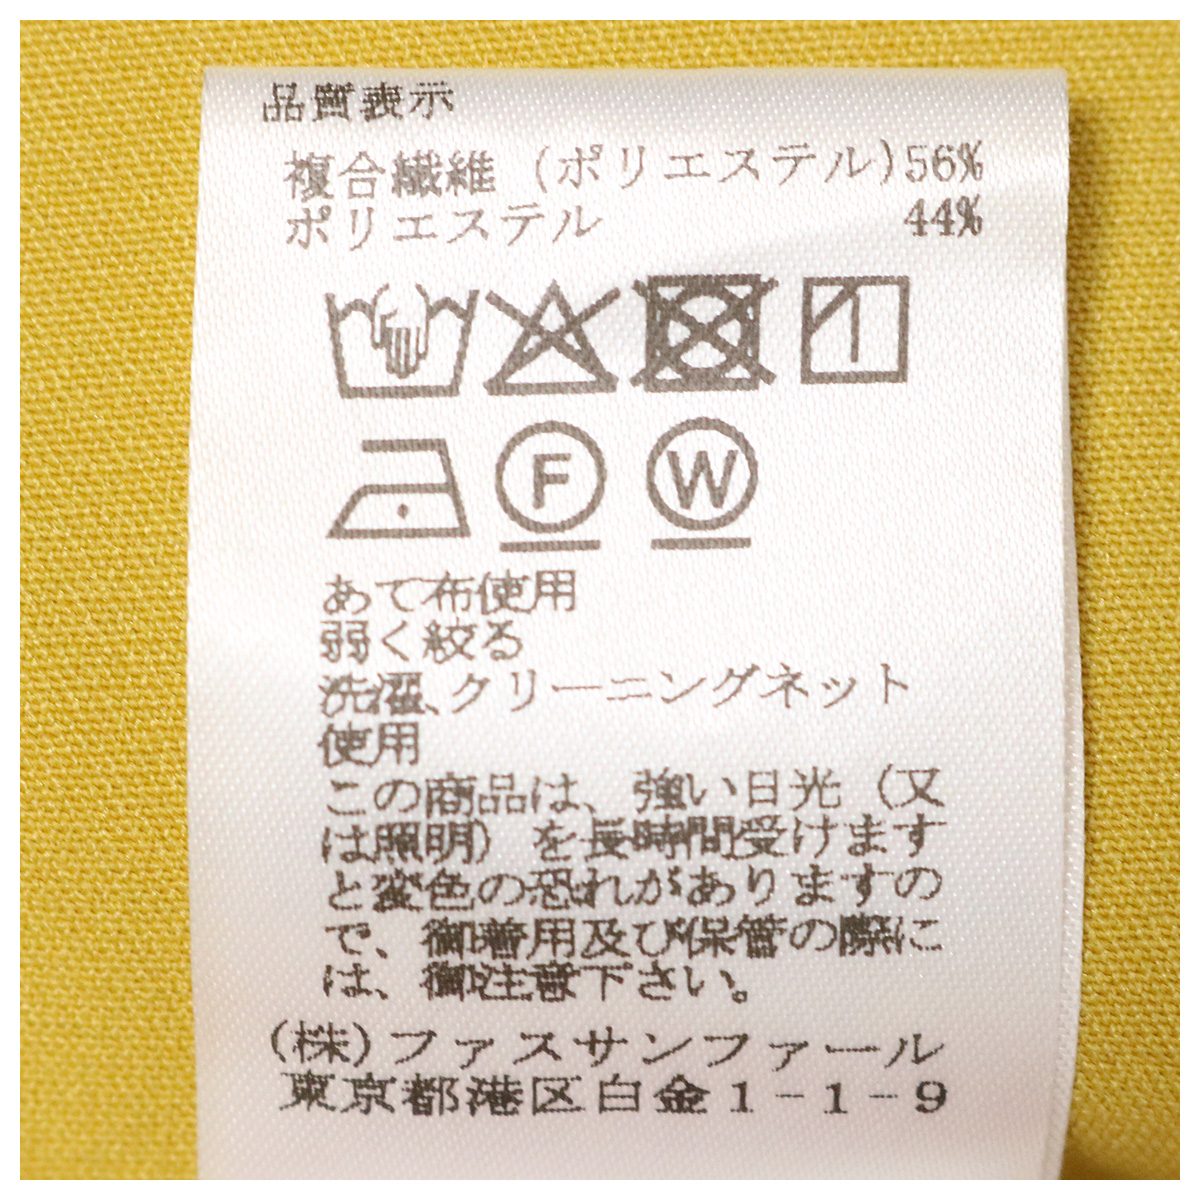 品質表示
複合繊維 (ポリエステル)56%
ポリエステル 44%
F W
あて布使用
弱く絞る
洗濯、クリーニングネット
使用
この商品は、強い日光（又
は照明）を長時間受けます
と変色の恐れがありますの
で、御着用及び保管の際に
は、御注意下さい。
(株)ファスサンファール
東京都港区白金1-1-9